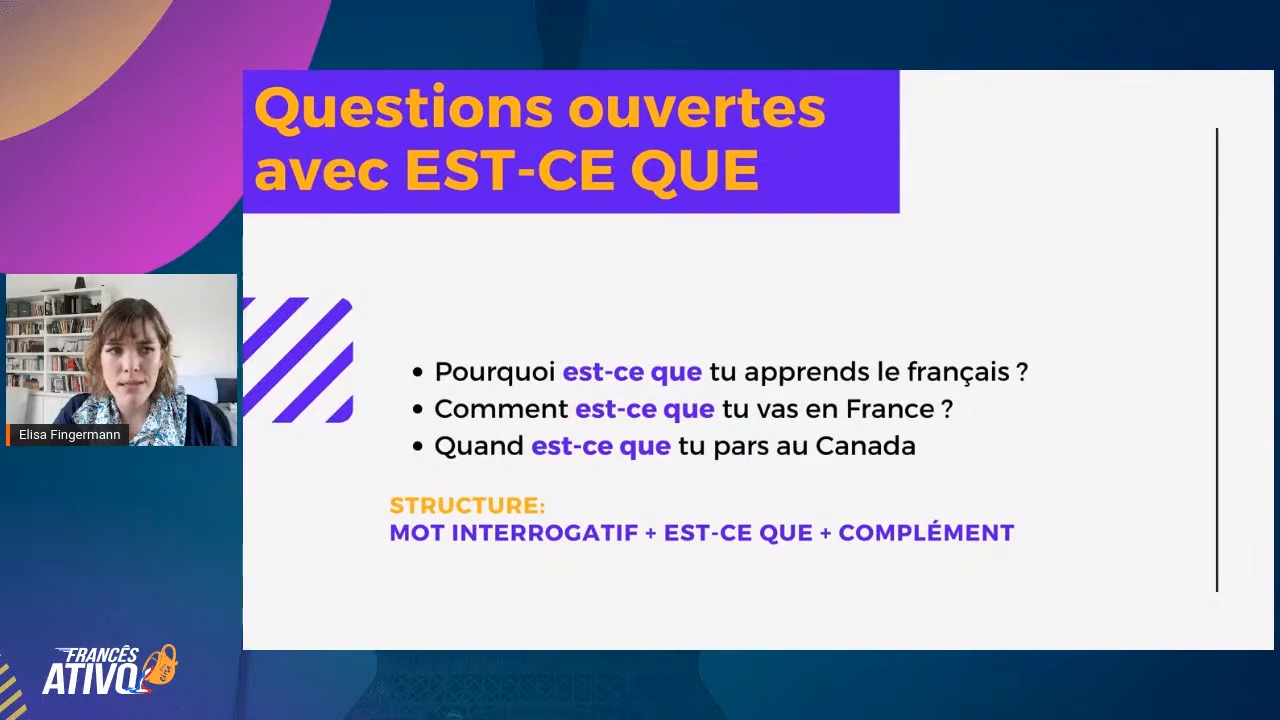 Questions ouvertes
avec EST-CE QUE
Pourquoi est-ce que tu apprends le français ?
Comment est-ce que tu vas en France ?
Quand est-ce que tu pars au Canada
STRUCTURE:
MOT INTERROGATIF + EST-CE QUE + COMPLÉMENT
Elisa Fingermann
FRANCÊS
ATIVO